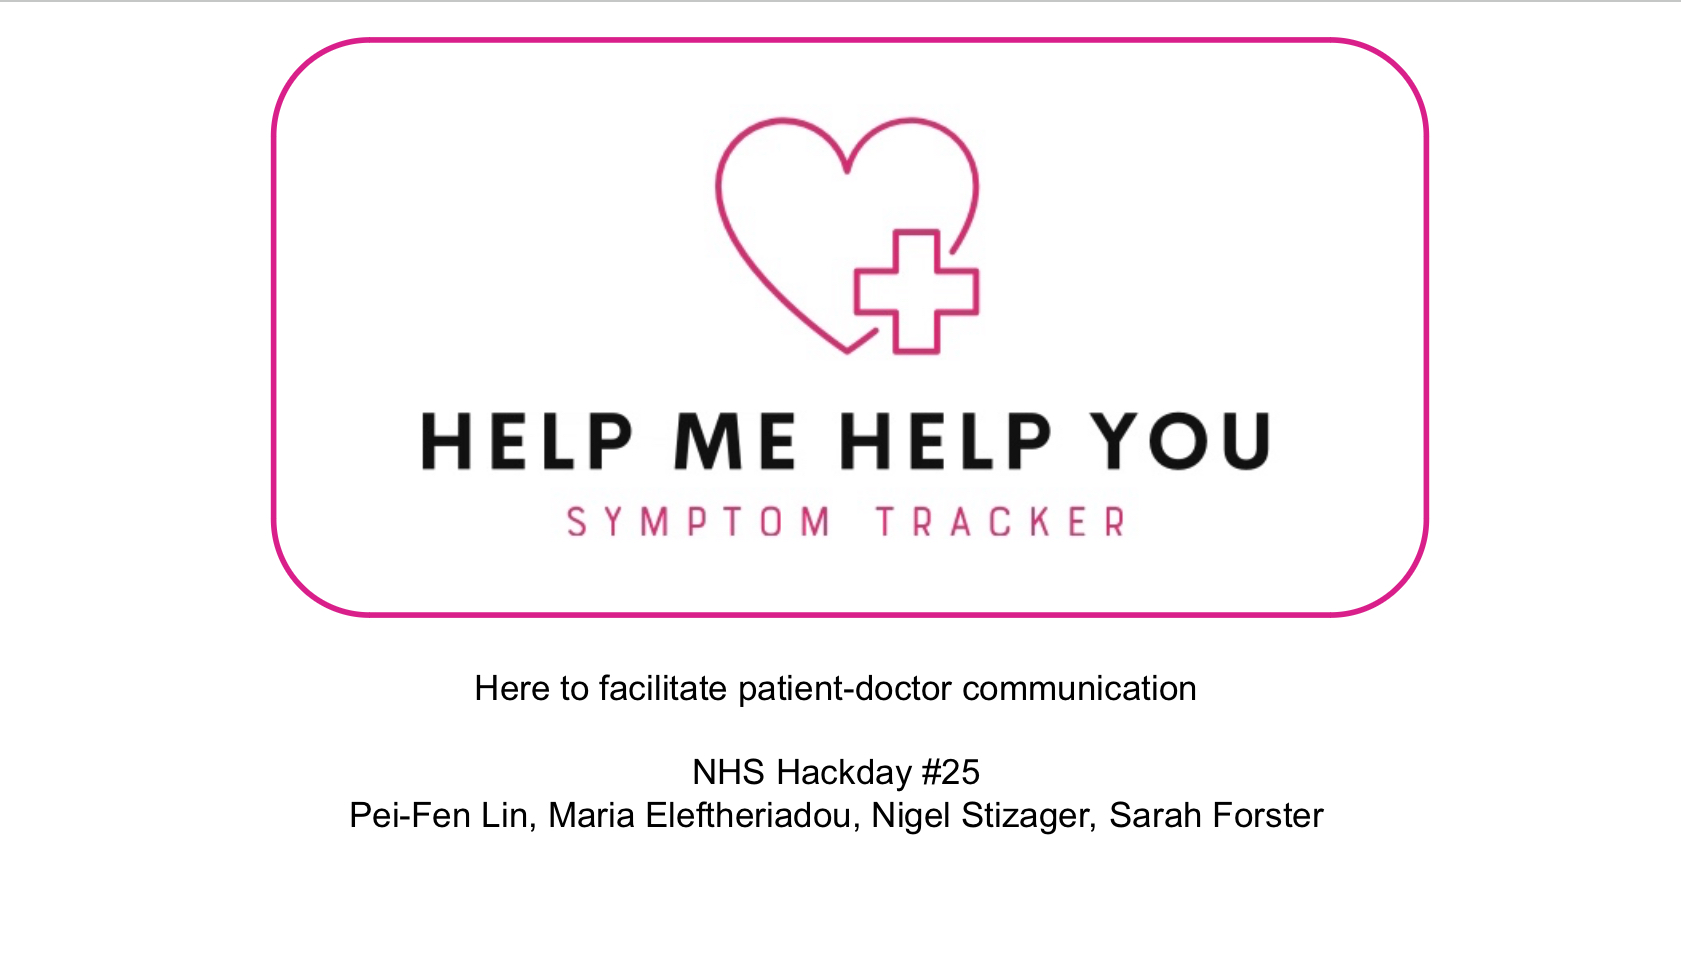 HELP ME HELP YOU
SYMPTOM TRACKER
Here to facilitate patient-doctor communication
NHS Hackday #25
Pei-Fen Lin, Maria Eleftheriadou, Nigel Stizager, Sarah Forster